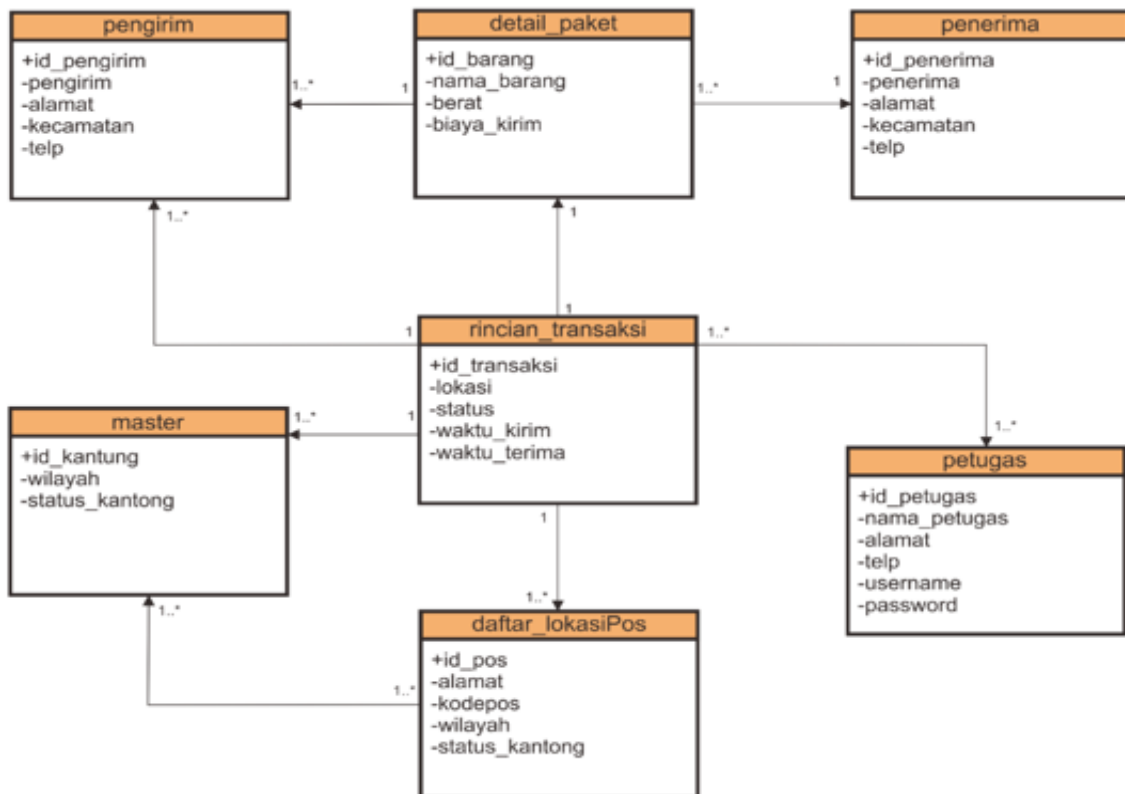 pengirim
+id_pengirim
-pengirim
-alamat
-kecamatan
-telp
1..*
1
detail_paket
+id_barang
-nama_barang
-berat
-biaya_kirim
1..*
1
penerima
+id_penerima
-penerima
-alamat
-kecamatan
-telp
1..*
1
1
1
rincian_transaksi
+id_transaksi
-lokasi
-status
-waktu_kirim
-waktu_terima
1..*
1..*
master
+id_kantung
-wilayah
-status_kantong
1..*
1
petugas
+id_petugas
-nama_petugas
-alamat
-telp
-username
-password
1
1..*
daftar_lokasiPos
+id_pos
-alamat
-kodepos
-wilayah
-status_kantong
1..*
1..*